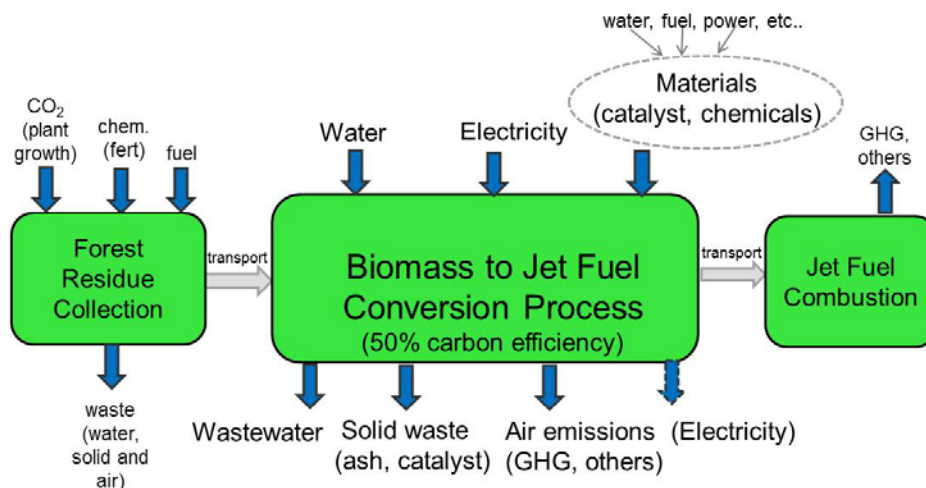 water, fuel, power, etc..
Materials
(catalyst, chemicals)
CO2
(plant
growth)
chem.
(fert)
fuel
Water
Electricity
GHG,
others
Forest
Residue
Collection
transport
Biomass to Jet Fuel
Conversion Process
(50% carbon efficiency)
transport
Jet Fuel
Combustion
waste
(water,
solid and
air)
Wastewater
Solid waste
(ash, catalyst)
Air emissions
(GHG, others)
(Electricity)